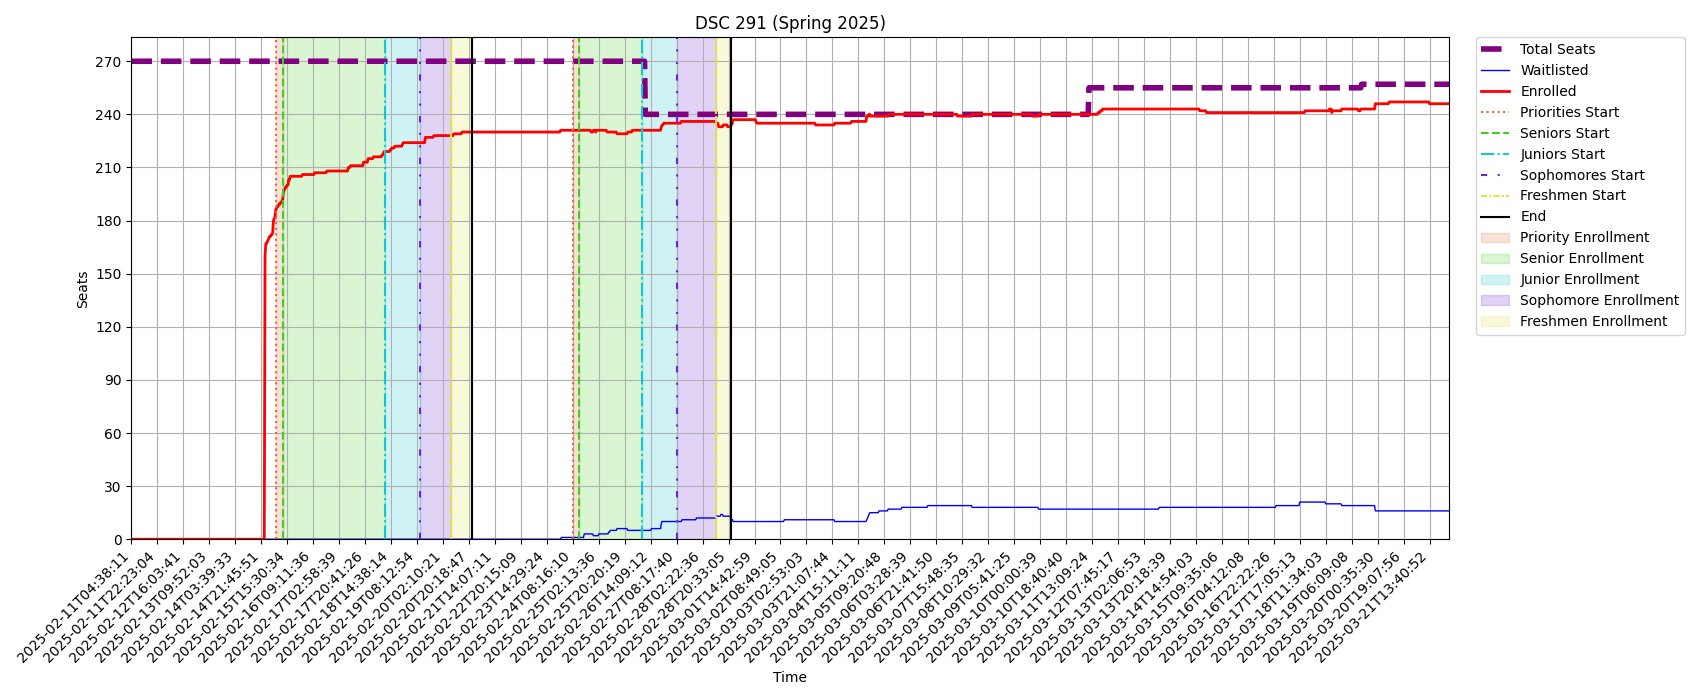 DSC 291 (Spring 2025)
Seats
270
240
210
180
150
120
90
60
30
0
2025-02-11T04:38:11
2025-02-11T22:23:04
2025-02-12T16:03:41
2025-02-13T09:52:03
2025-02-14T03:39:33
2025-02-14T21:45:51
2025-02-15T15:30:34
2025-02-16T09:11:36
2025-02-17T02:58:39
2025-02-17T20:41:26
2025-02-18T14:38:14
2025-02-19T08:12:54
2025-02-20T02:10:21
2025-02-20T20:18:47
2025-02-21T14:07:11
2025-02-22T20:15:09
2025-02-23T14:29:24
2025-02-24T08:16:10
2025-02-25T02:13:36
2025-02-25T20:20:19
2025-02-26T14:09:12
2025-02-27T08:17:40
2025-02-28T02:22:36
2025-02-28T20:33:05
2025-03-01T14:42:59
2025-03-02T08:49:05
2025-03-03T02:53:03
2025-03-03T21:07:44
2025-03-04T15:11:11
2025-03-05T09:20:48
2025-03-06T03:28:39
2025-03-06T21:41:50
2025-03-07T15:48:35
2025-03-08T10:29:32
2025-03-09T05:41:25
2025-03-10T00:00:39
2025-03-10T18:40:40
2025-03-11T13:09:24
2025-03-12T07:45:17
2025-03-13T02:06:53
2025-03-13T20:18:39
2025-03-14T14:54:03
2025-03-15T09:35:06
2025-03-16T04:12:08
2025-03-16T22:22:26
2025-03-17T17:05:13
2025-03-18T11:34:03
2025-03-19T06:09:08
2025-03-20T00:35:30
2025-03-20T19:07:56
2025-03-21T13:40:52
Time
Total Seats
Waitlisted
Enrolled
Priorities Start
Seniors Start
Juniors Start
Sophomores Start
Freshmen Start
End
Priority Enrollment
Senior Enrollment
Junior Enrollment
Sophomore Enrollment
Freshmen Enrollment